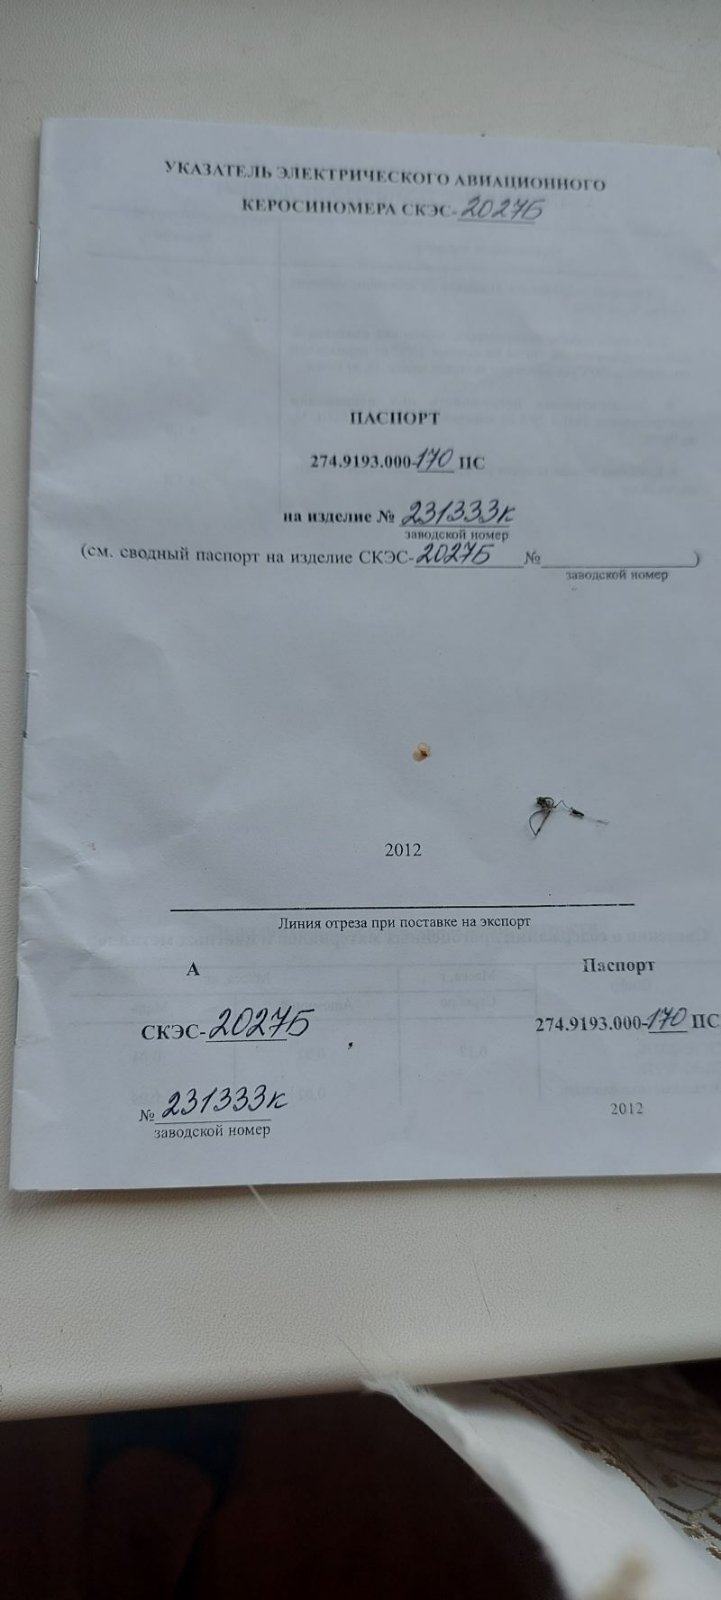 УКАЗАТЕЛЬ ЭЛЕКТРИЧЕСКОГО АВИАЦИОННОГО
КЕРОСИНОМЕРА СКЭС-2027Б
ПАСПОРТ
274.9193.000-170 ПС
на изделие № 231333к
заводской номер
(см. сводный паспорт на изделие СКЭС-2027Б №____)
заводской номер
2012
Линия отреза при поставке на экспорт
А
Паспорт
СКЭС-2027Б
274.9193.000-170 ПС
№ 231333к
заводской номер
2012